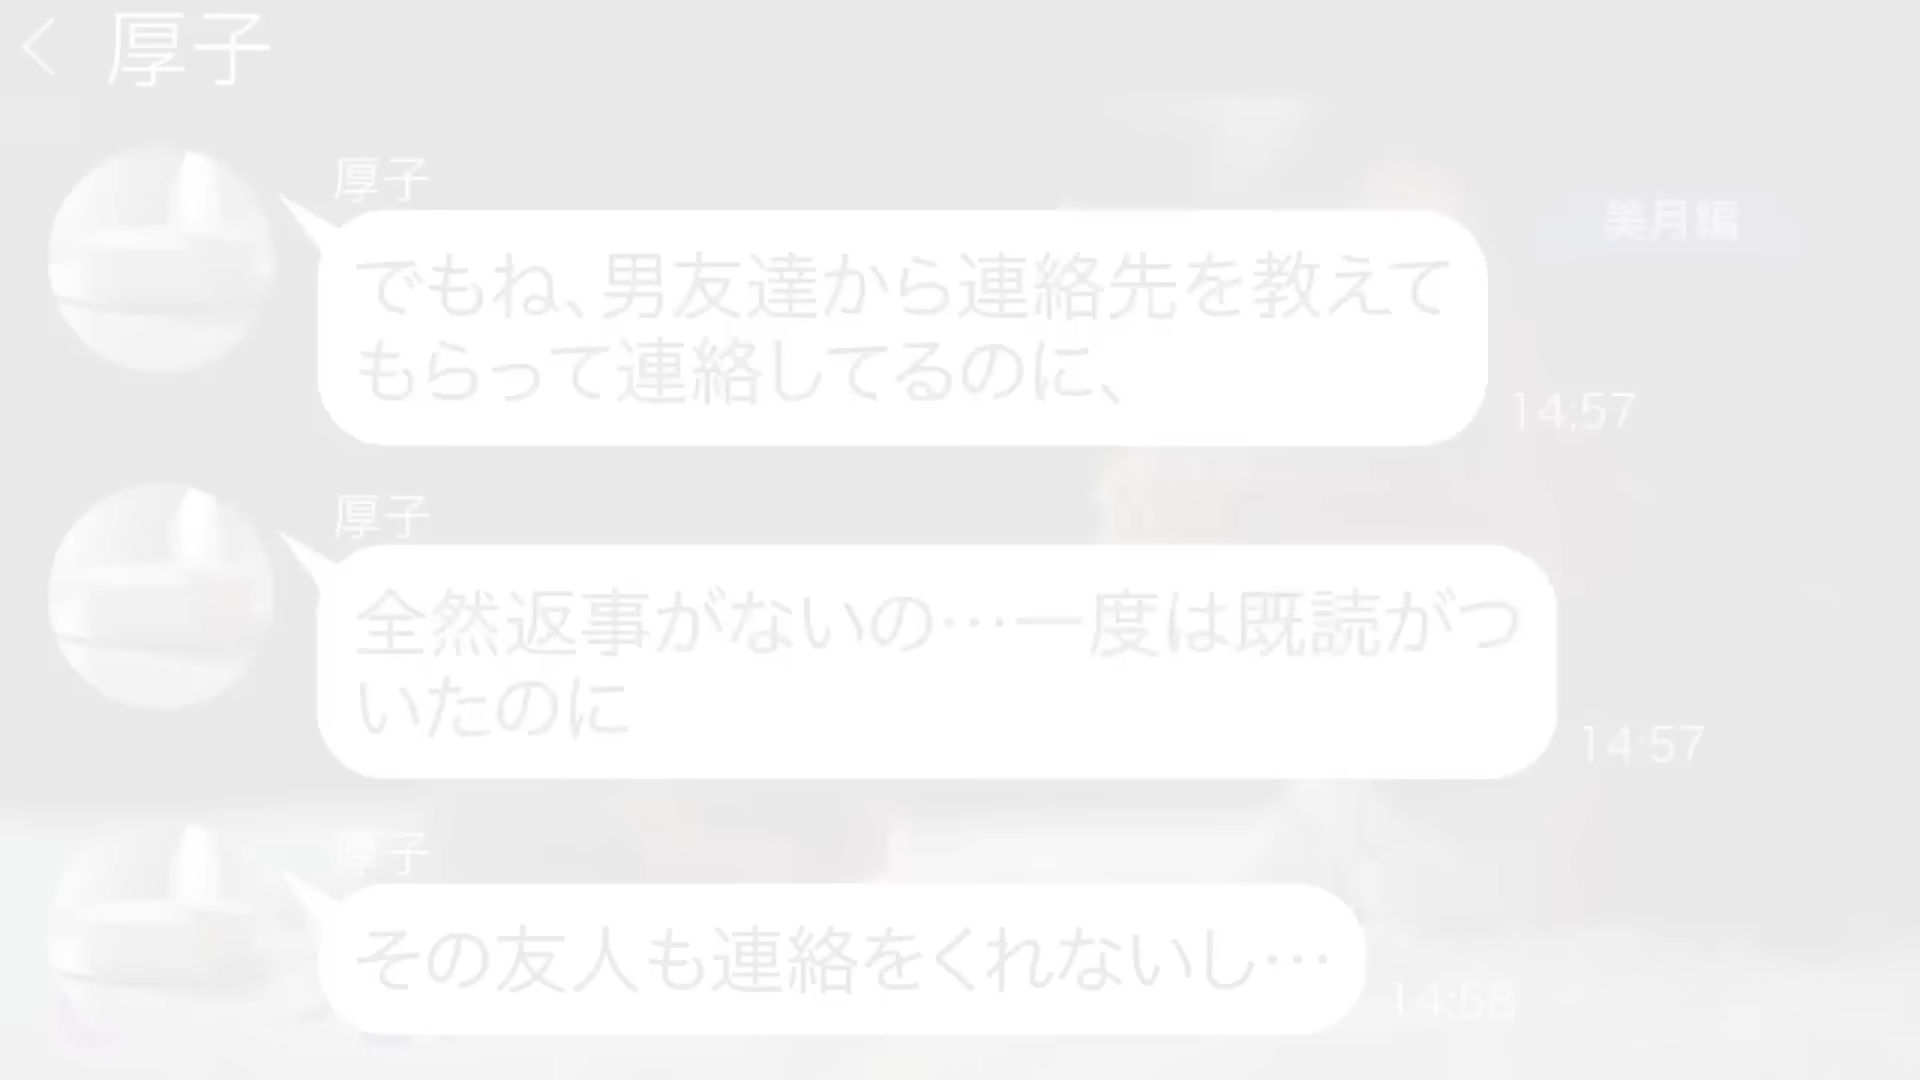 厚子
厚子
美月編
でもね、男友達から連絡先を教えて
もらって連絡してるのに、
14:57
厚子
全然返事がないの…一度は既読がつ
いたのに
14:57
厚子
その友人も連絡をくれないし…
14:58